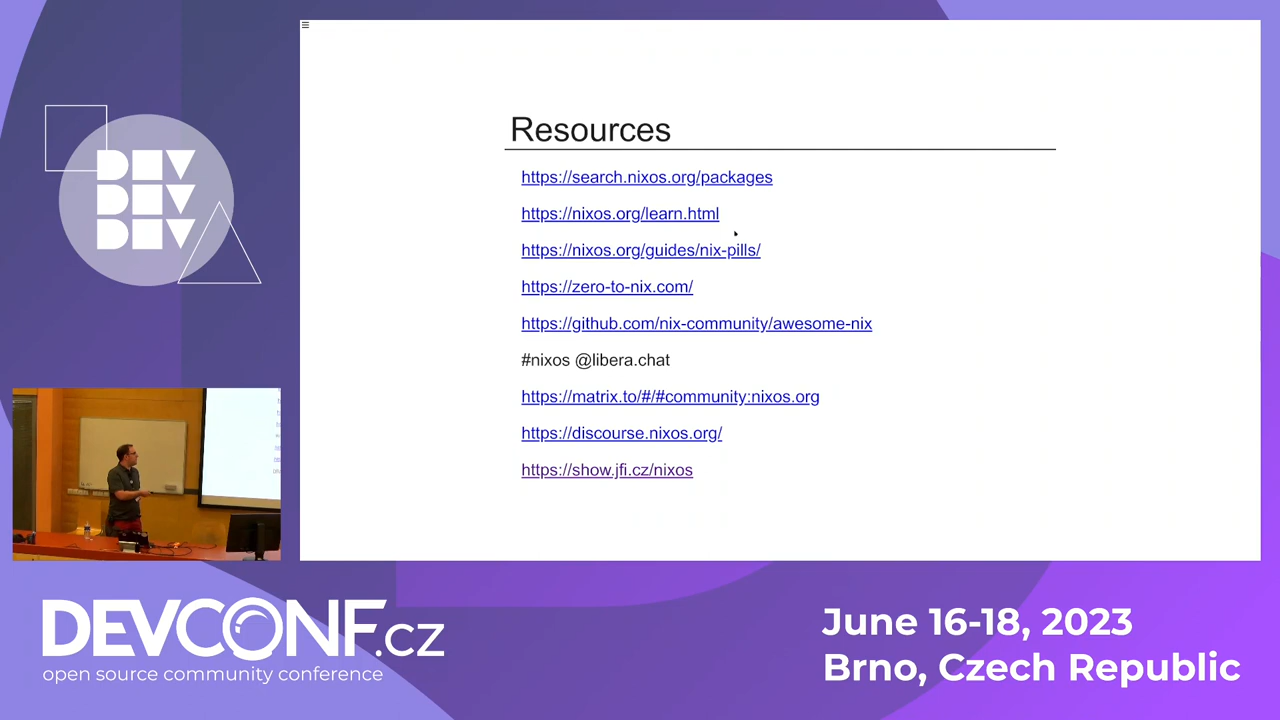 Resources
https://search.nixos.org/packages
https://nixos.org/learn.html
https://nixos.org/guides/nix-pills/
https://zero-to-nix.com/
https://github.com/nix-community/awesome-nix
#nixos @libera.chat
https://matrix.to/#/#community:nixos.org
https://discourse.nixos.org/
https://show.jfi.cz/nixos
DEV
DEV
DEV
DEVCONF.cz
open source community conference
June 16-18, 2023
Brno, Czech Republic